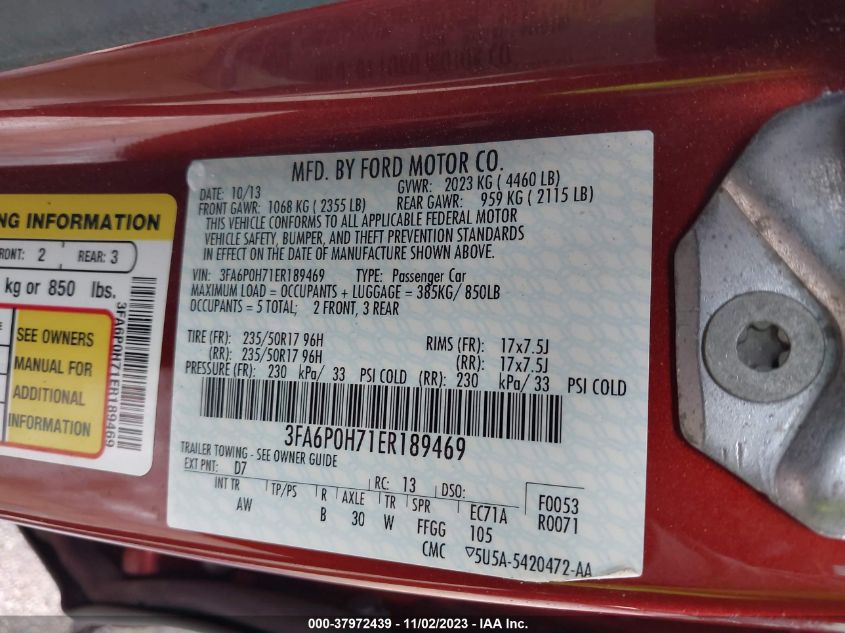 MFD. BY FORD MOTOR CO.
DATE: 10/13
GVWR: 2023 KG ( 4460 LB)
FRONT GAWR: 1068 KG ( 2355 LB)
REAR GAWR: 959 KG ( 2115 LB)
THIS VEHICLE CONFORMS TO ALL APPLICABLE FEDERAL MOTOR
VEHICLE SAFETY, BUMPER, AND THEFT PREVENTION STANDARDS
IN EFFECT ON THE DATE OF MANUFACTURE SHOWN ABOVE.
VIN: 3FA6P0H71ER189469 TYPE: Passenger Car
MAXIMUM LOAD = OCCUPANTS + LUGGAGE = 385KG/ 850LB
OCCUPANTS = 5 TOTAL; 2 FRONT, 3 REAR
TIRE (FR): 235/50R17 96H RIMS (FR): 17x7.5J
(RR): 235/50R17 96H (RR): 17x7.5J
PRESSURE (FR): 230 kPa/ 33 PSI COLD (RR): 230 kPa/ 33 PSI COLD
3FA6P0H71ER189469
TRAILER TOWING - SEE OWNER GUIDE
EXT PNT: D7 RC: 13 DSO:
INT TR TP/PS R AXLE TR SPR EC71A F0053
AW B 30 W FFGG 105 R0071
CMC ▽5U5A-5420472-AA
NG INFORMATION
RONT: 2 REAR: 3
kg or 850 lbs.
SEE OWNERS
MANUAL FOR
ADDITIONAL
INFORMATION
3FA6P0H71ER189469
000-37972439 - 11/02/2023 - Copyright © IAA, LLC.